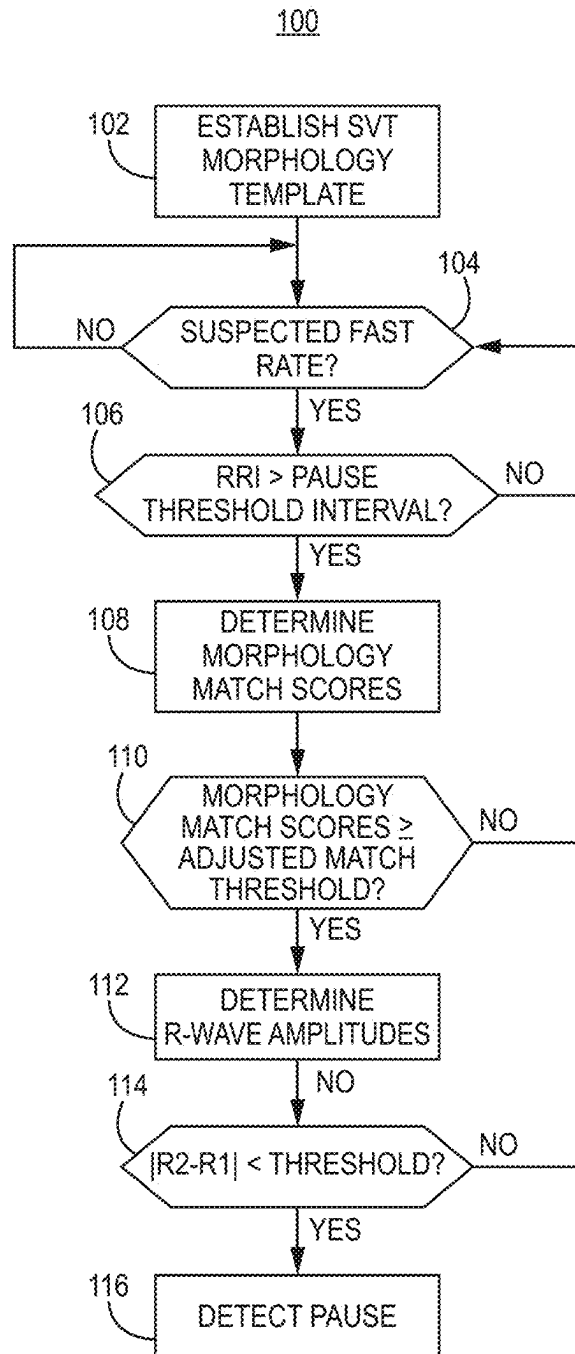 100
102
ESTABLISH SVT
MORPHOLOGY
TEMPLATE
104
NO
SUSPECTED FAST
RATE?
YES
106
RRI > PAUSE
THRESHOLD INTERVAL?
NO
YES
108
DETERMINE
MORPHOLOGY
MATCH SCORES
110
MORPHOLOGY
MATCH SCORES ≥
ADJUSTED MATCH
THRESHOLD?
NO
YES
112
DETERMINE
R-WAVE AMPLITUDES
NO
114
|R2-R1| < THRESHOLD?
NO
YES
116
DETECT PAUSE